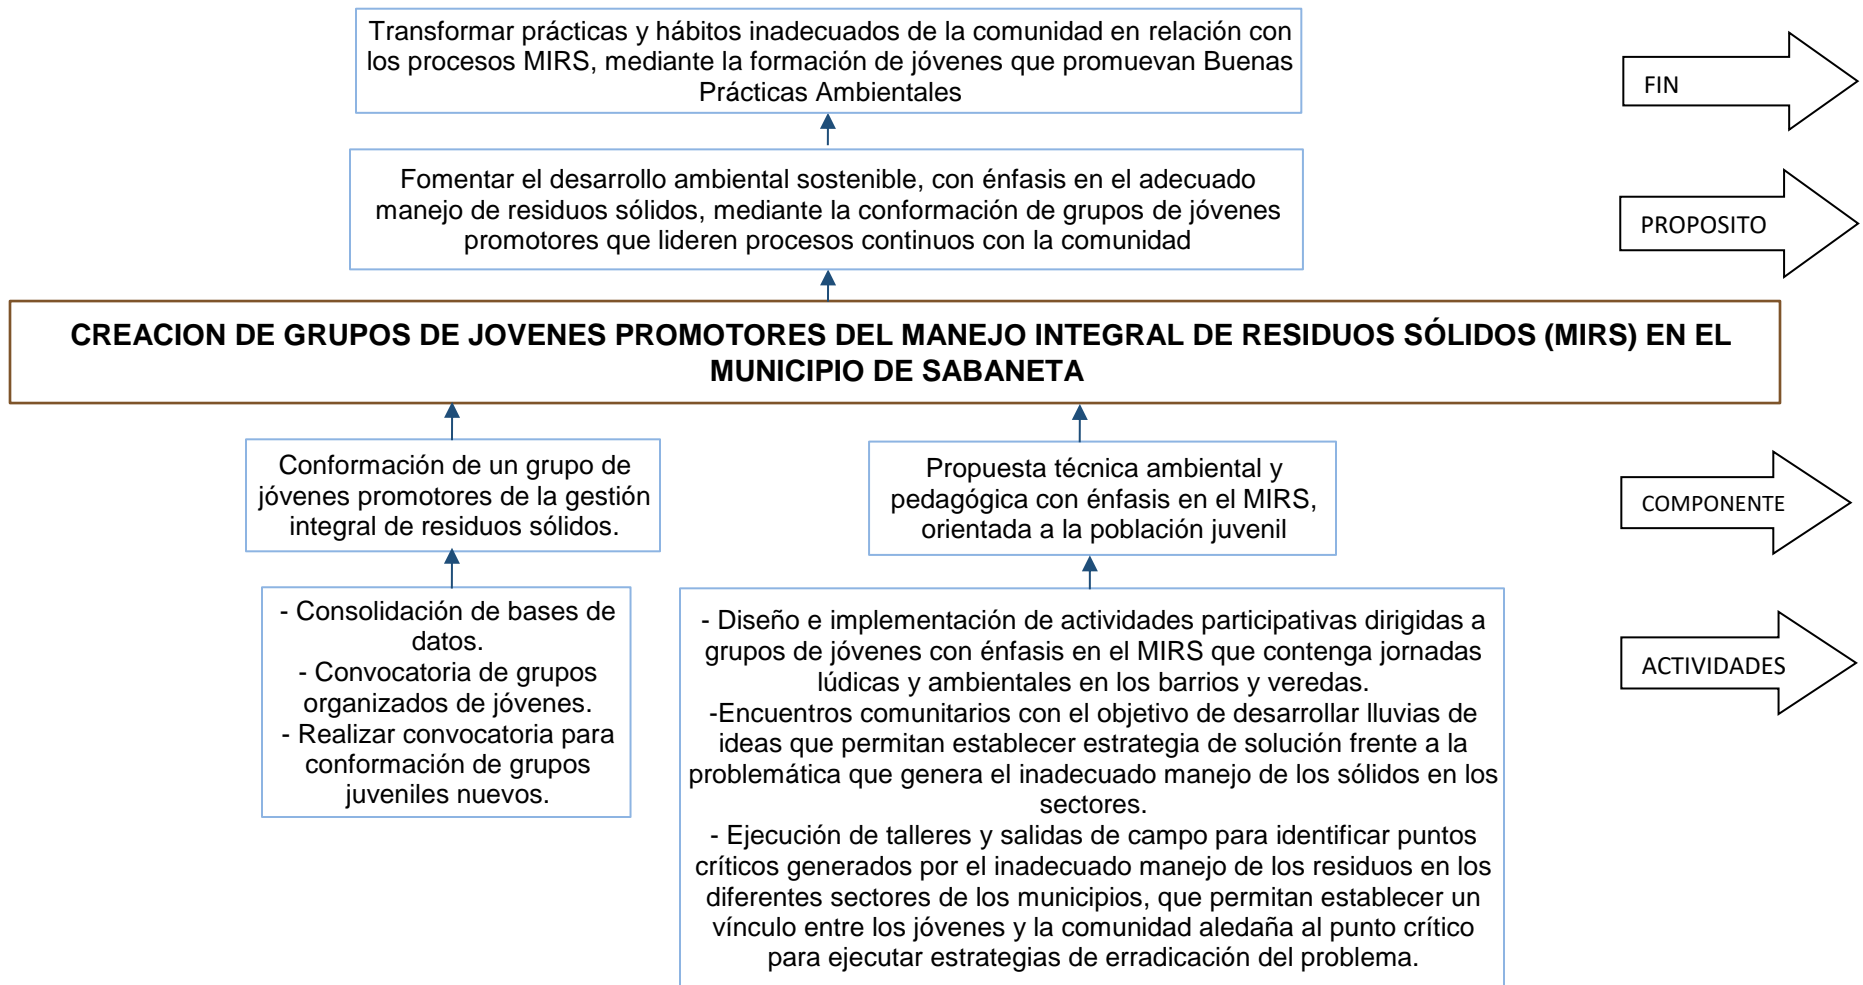 Transformar prácticas y hábitos inadecuados de la comunidad en relación con
los procesos MIRS, mediante la formación de jóvenes que promuevan Buenas
Prácticas Ambientales
FIN
Fomentar el desarrollo ambiental sostenible, con énfasis en el adecuado
manejo de residuos sólidos, mediante la conformación de grupos de jóvenes
promotores que lideren procesos continuos con la comunidad
PROPOSITO
CREACION DE GRUPOS DE JOVENES PROMOTORES DEL MANEJO INTEGRAL DE RESIDUOS SÓLIDOS (MIRS) EN EL
MUNICIPIO DE SABANETA
Conformación de un grupo de
jóvenes promotores de la gestión
integral de residuos sólidos.
Propuesta técnica ambiental y
pedagógica con énfasis en el MIRS,
orientada a la población juvenil
COMPONENTE
- Consolidación de bases de
datos.
- Convocatoria de grupos
organizados de jóvenes.
- Realizar convocatoria para
conformación de grupos
juveniles nuevos.
- Diseño e implementación de actividades participativas dirigidas a
grupos de jóvenes con énfasis en el MIRS que contenga jornadas
lúdicas y ambientales en los barrios y veredas.
-Encuentros comunitarios con el objetivo de desarrollar lluvias de
ideas que permitan establecer estrategia de solución frente a la
problemática que genera el inadecuado manejo de los sólidos en los
sectores.
- Ejecución de talleres y salidas de campo para identificar puntos
críticos generados por el inadecuado manejo de los residuos en los
diferentes sectores de los municipios, que permitan establecer un
vínculo entre los jóvenes y la comunidad aledaña al punto crítico
para ejecutar estrategias de erradicación del problema.
ACTIVIDADES